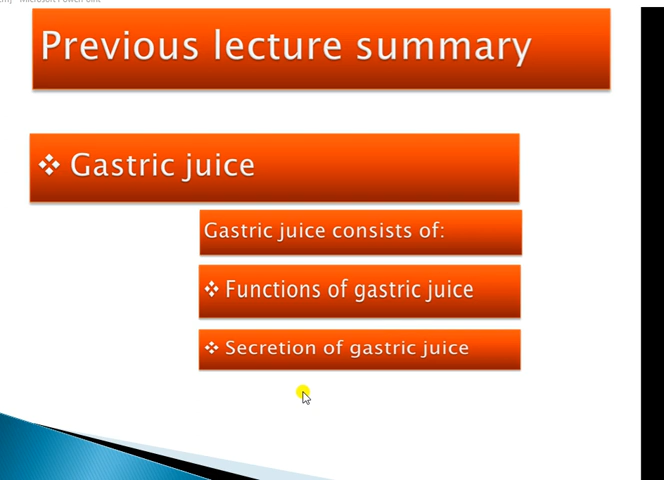 Previous lecture summary
❖ Gastric juice
Gastric juice consists of:
❖ Functions of gastric juice
❖ Secretion of gastric juice